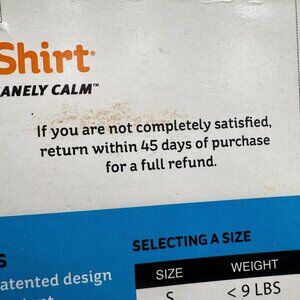 Shirt®
ANELY CALM™
If you are not completely satisfied,
return within 45 days of purchase
for a full refund.
SELECTING A SIZE
SIZE WEIGHT
S < 9 LBS
atented design